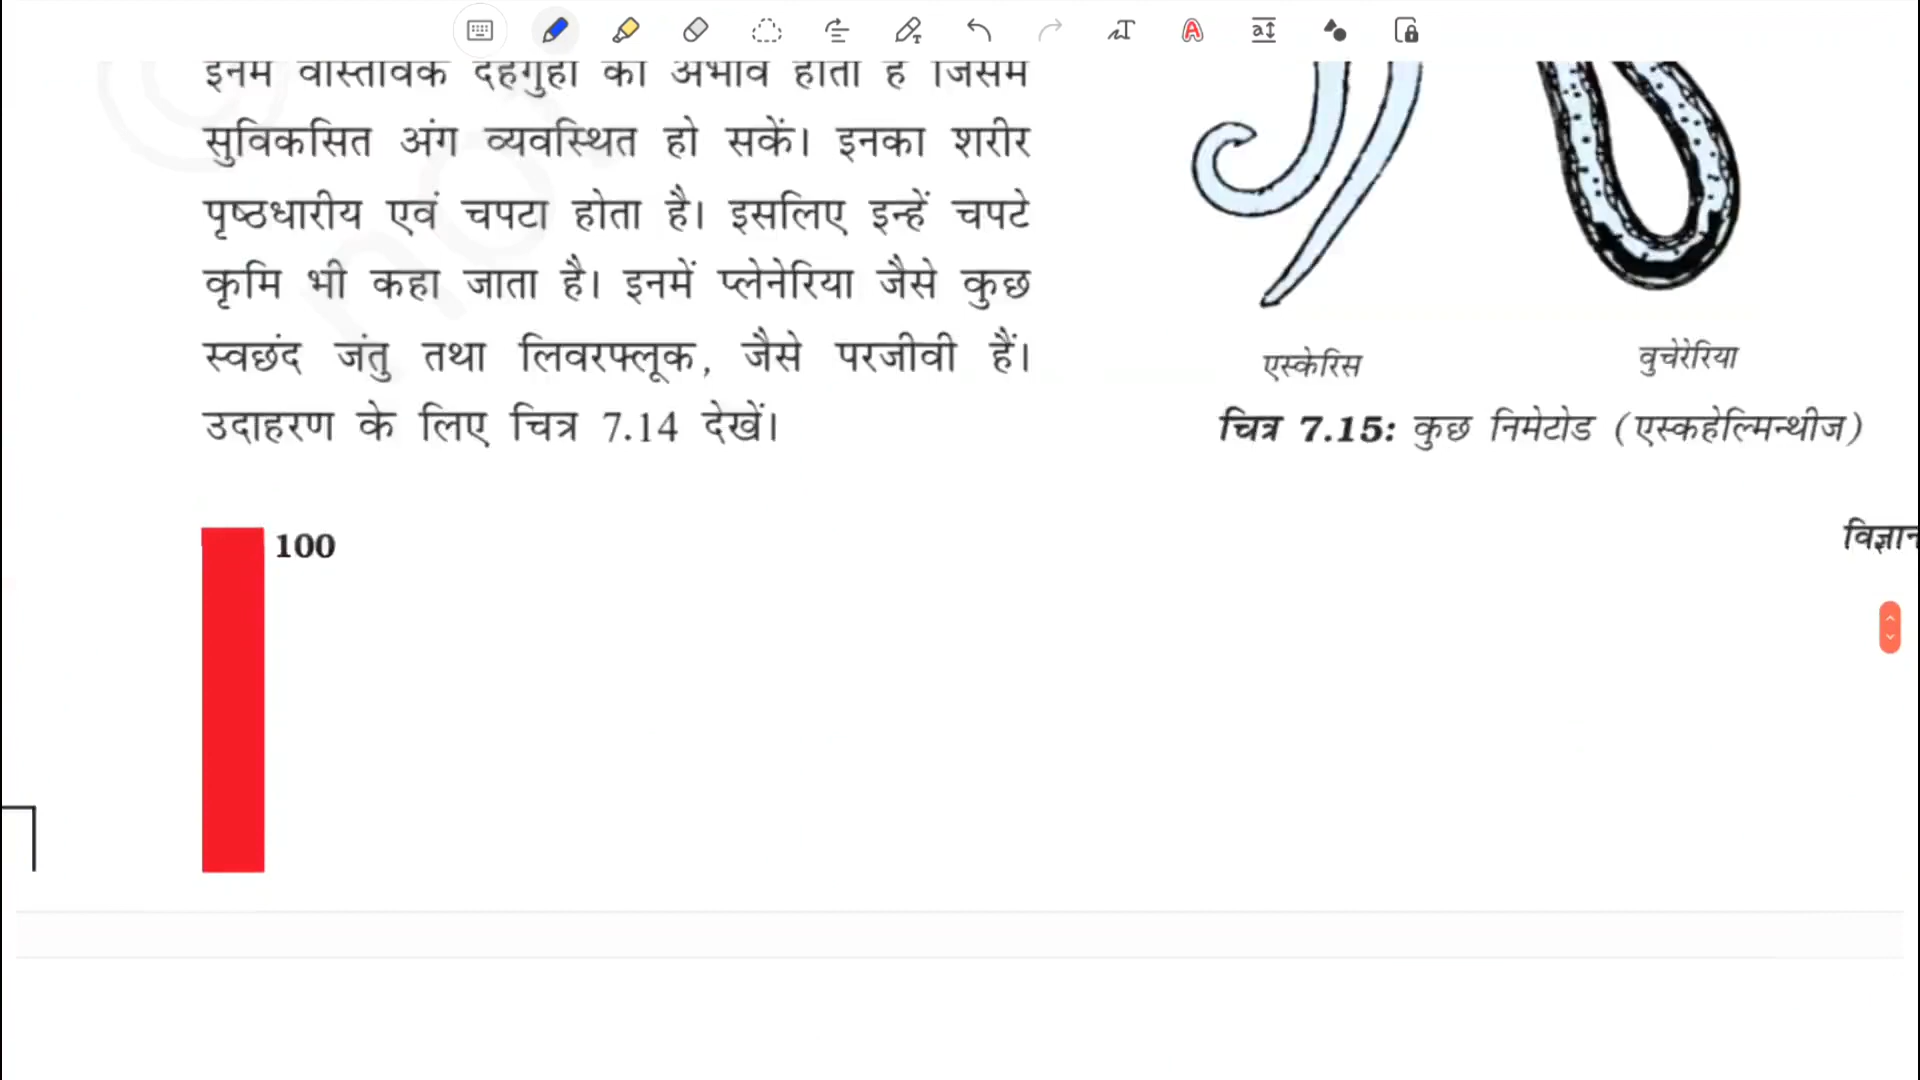 इनमें वास्तविक देहगुहा का अभाव होता है जिसमें
सुविकसित अंग व्यवस्थित हो सकें। इनका शरीर
पृष्ठधारीय एवं चपटा होता है। इसलिए इन्हें चपटे
कृमि भी कहा जाता है। इनमें प्लेनेरिया जैसे कुछ
स्वछंद जंतु तथा लिवरफ्लूक, जैसे परजीवी हैं।
उदाहरण के लिए चित्र 7.14 देखें।
एस्केरिस
वुचेरेरिया
चित्र 7.15: कुछ निमेटोड (एस्कहेल्मिन्थीज)
100
विज्ञान